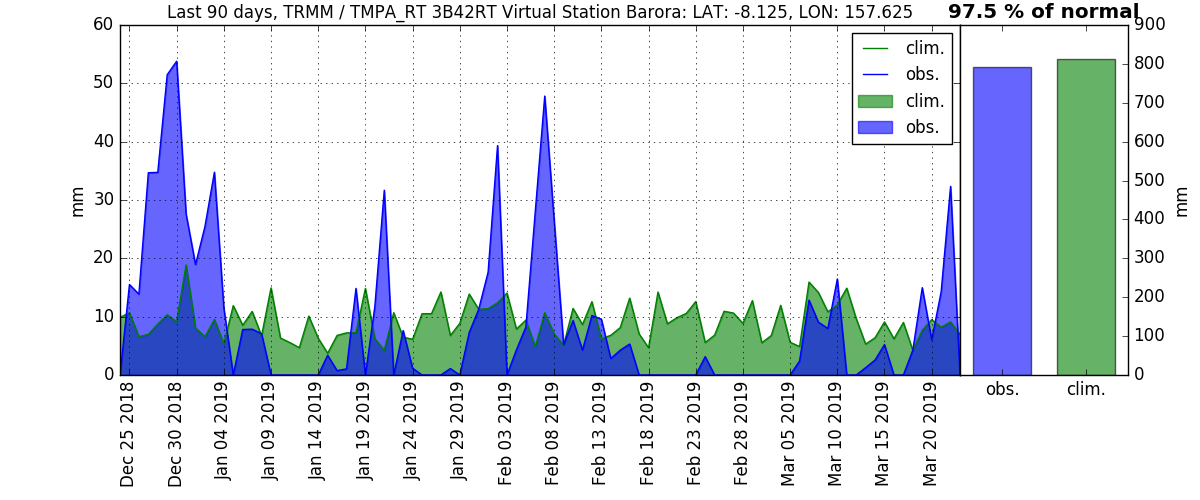 Last 90 days, TRMM / TMPA_RT 3B42RT Virtual Station Barora: LAT: -8.125, LON: 157.625
97.5 % of normal
60
50
40
30
20
10
0
mm
clim.
obs.
clim.
obs.
900
800
700
600
500
400
300
200
100
0
mm
Dec 25 2018
Dec 30 2018
Jan 04 2019
Jan 09 2019
Jan 14 2019
Jan 19 2019
Jan 24 2019
Jan 29 2019
Feb 03 2019
Feb 08 2019
Feb 13 2019
Feb 18 2019
Feb 23 2019
Feb 28 2019
Mar 05 2019
Mar 10 2019
Mar 15 2019
Mar 20 2019
obs.
clim.